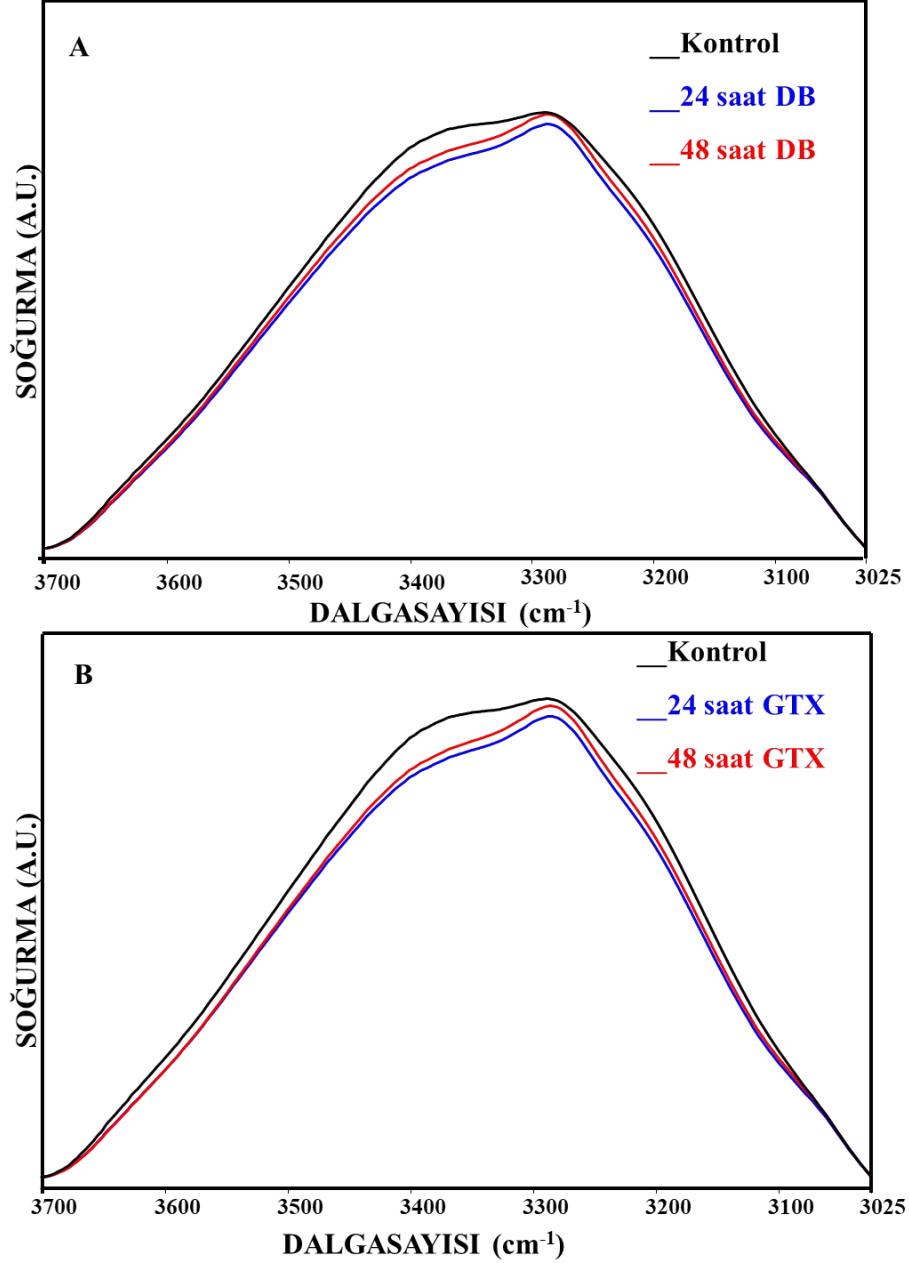 A
__Kontrol
__24 saat DB
__48 saat DB
SOĞURMA (A.U.)
3700 3600 3500 3400 3300 3200 3100 3025
DALGASAYISI (cm-1)
B
__Kontrol
__24 saat GTX
__48 saat GTX
SOĞURMA (A.U.)
3700 3600 3500 3400 3300 3200 3100 3025
DALGASAYISI (cm-1)